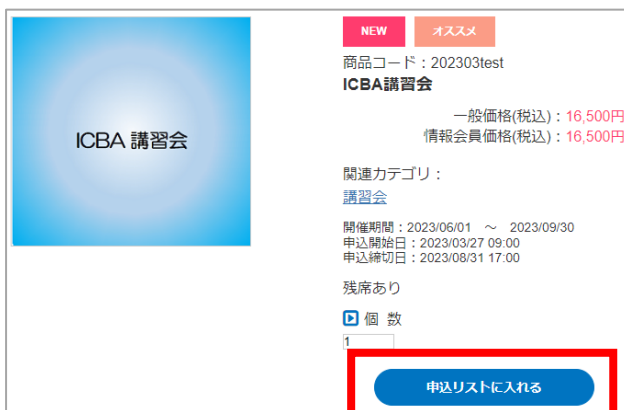 ICBA 講習会
NEW
オススメ
商品コード：202303test
ICBA講習会
一般価格(税込)：16,500円
情報会員価格(税込)：16,500円
関連カテゴリ：
講習会
開催期間：2023/06/01 ～ 2023/09/30
申込開始日：2023/03/27 09:00
申込締切日：2023/08/31 17:00
残席あり
個 数
1
申込リストに入れる